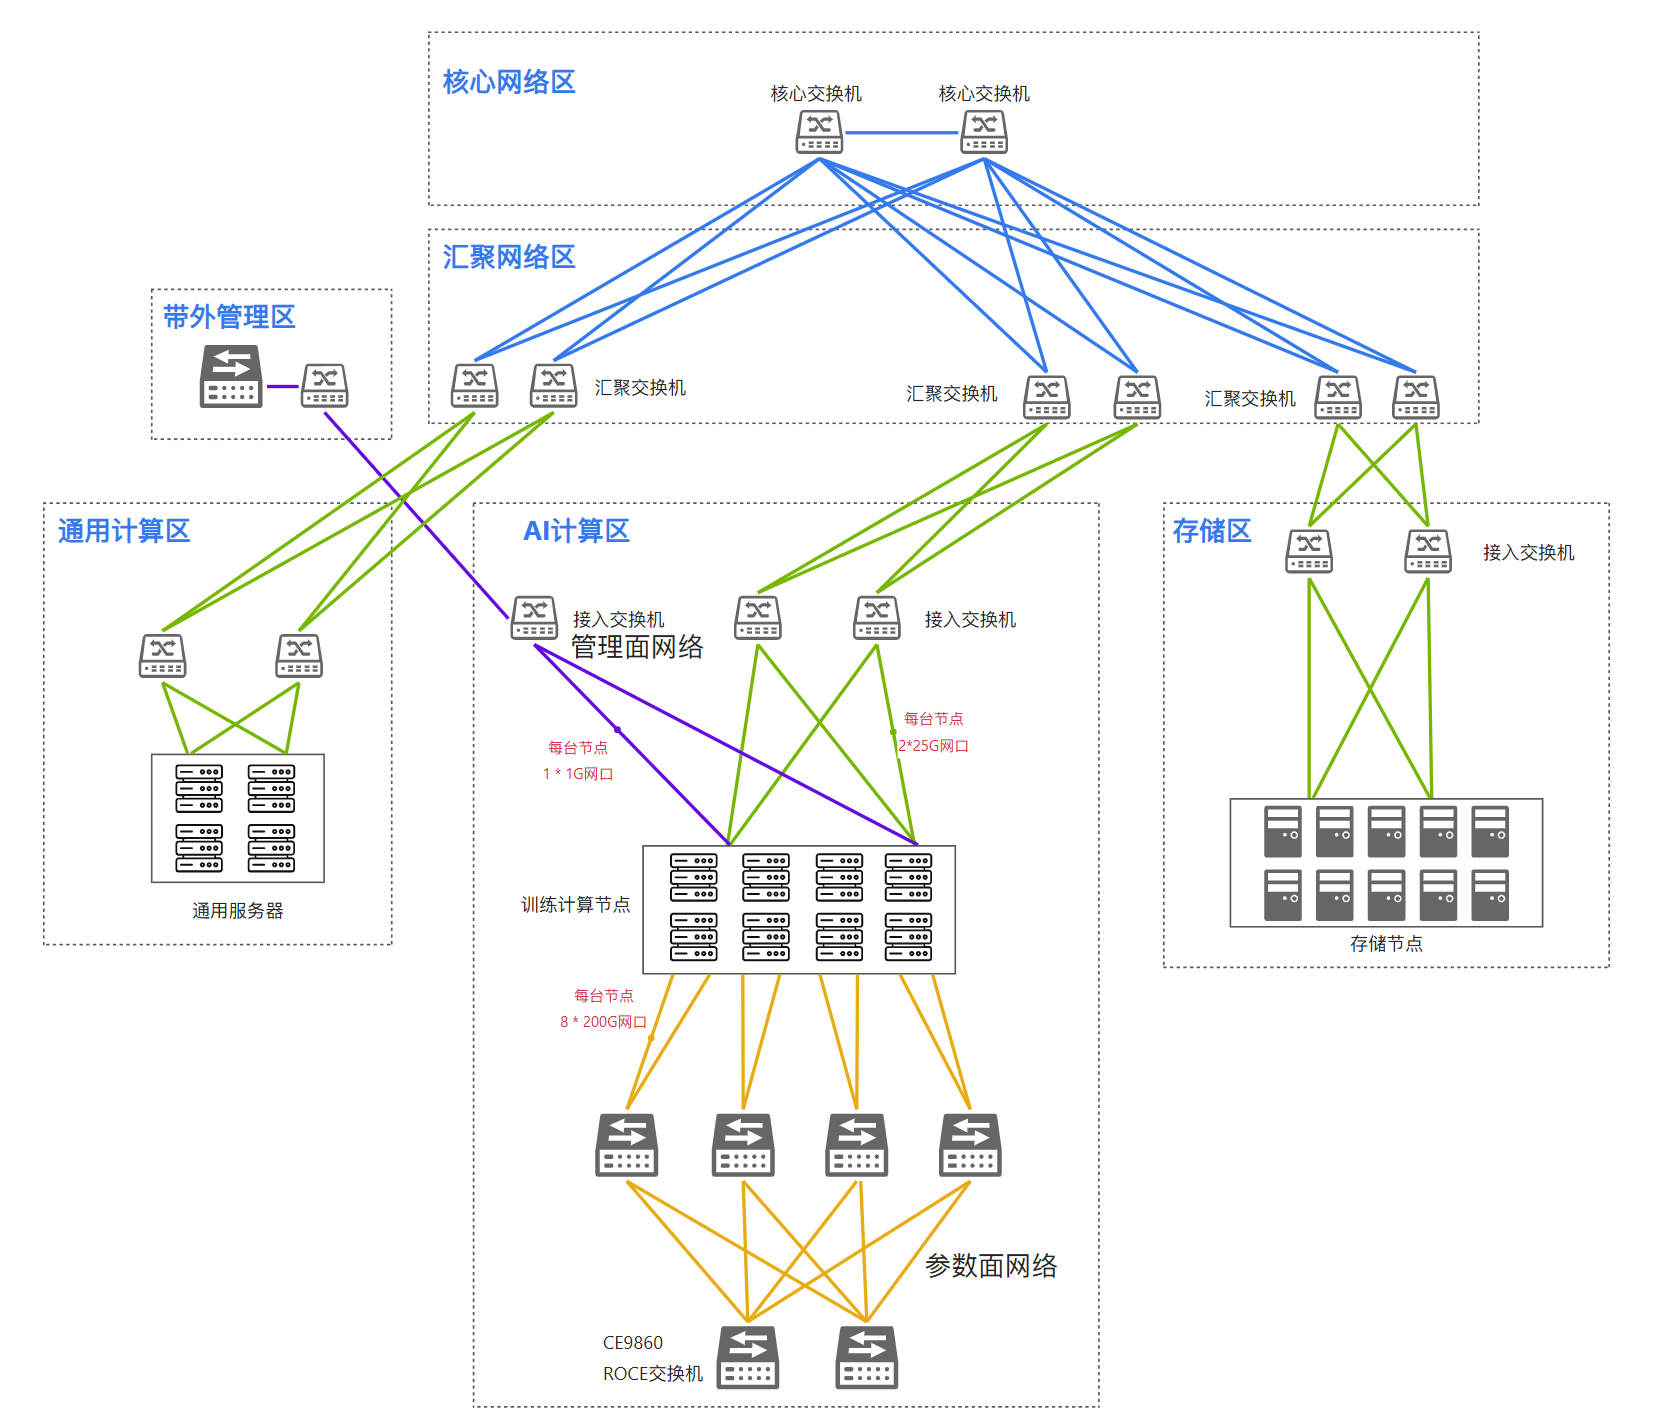 核心网络区
核心交换机
核心交换机
汇聚网络区
带外管理区
汇聚交换机
汇聚交换机
汇聚交换机
通用计算区
AI计算区
存储区
接入交换机
接入交换机
管理面网络
接入交换机
每台节点
2*25G网口
每台节点
1 * 1G网口
训练计算节点
通用服务器
存储节点
每台节点
8 * 200G网口
参数面网络
CE9860
ROCE交换机